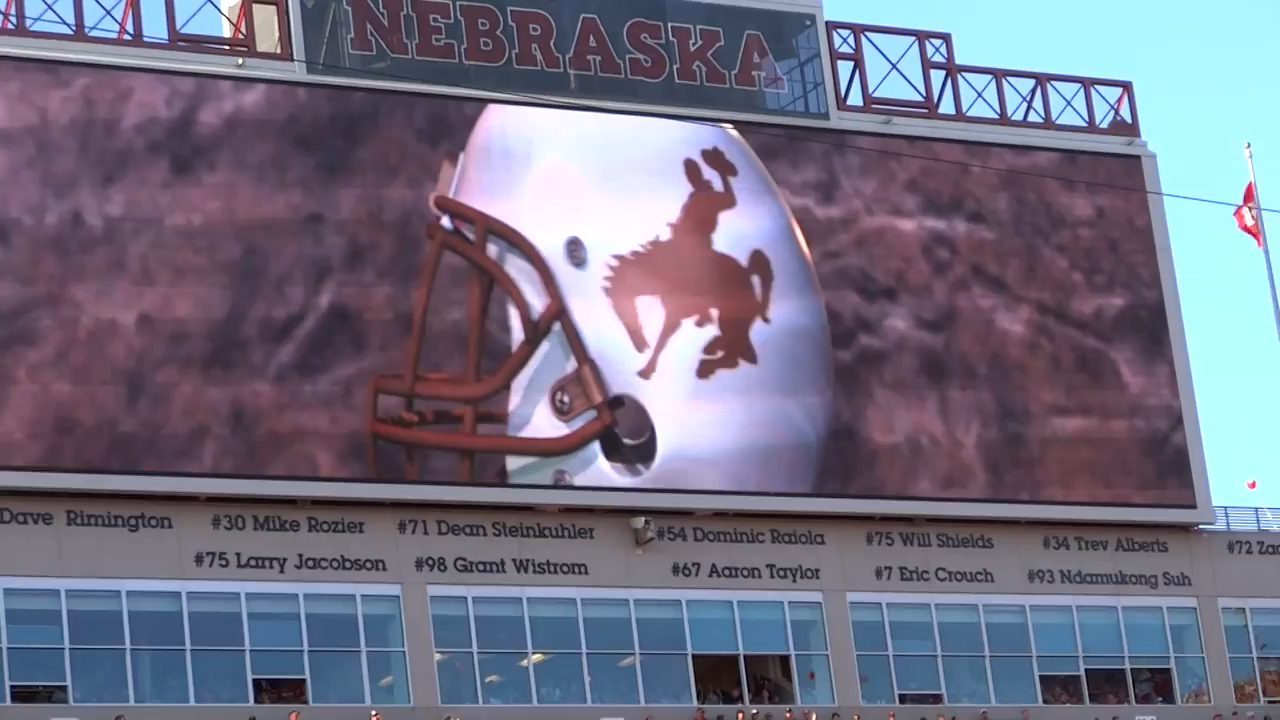 NEBRASKA
Dave Rimington #30 Mike Rozier #71 Dean Steinkuhler #54 Dominic Raiola #75 Will Shields #34 Trev Alberts #72
#75 Larry Jacobson #98 Grant Wistrom #67 Aaron Taylor #7 Eric Crouch #93 Ndamukong Suh